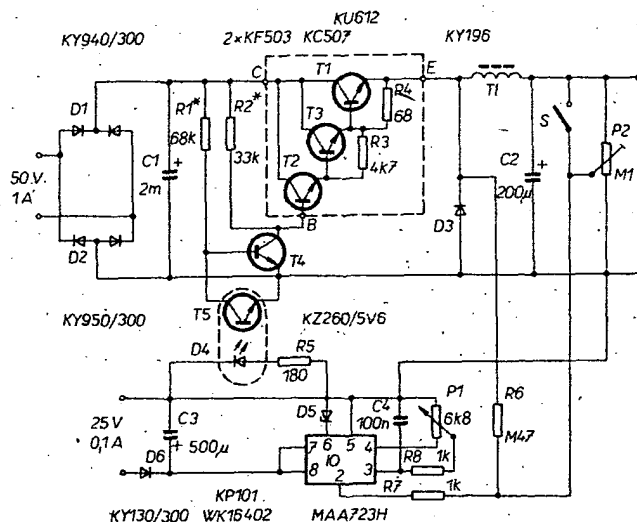 KU612
KY940/300 2×KF503 KC507 KY196
C E
T1
D1 R1* R2* T3 R4 Tl
68k 33k 68 S P2
50 V C1 + T2 R3 C2 + M1
1 A 2m 4k7 200μ
B
D2 T4 D3
KY950/300 T5 KZ260/5V6
D4 R5
180
P1 R6
25 V C3 D5 C4 6k8
0,1 A + 500μ 100n M47
D6 6 5 4
7 IO R8 1k
8 2 3 R7 1k
KP101
KY130/300 WK16402 MAA723H